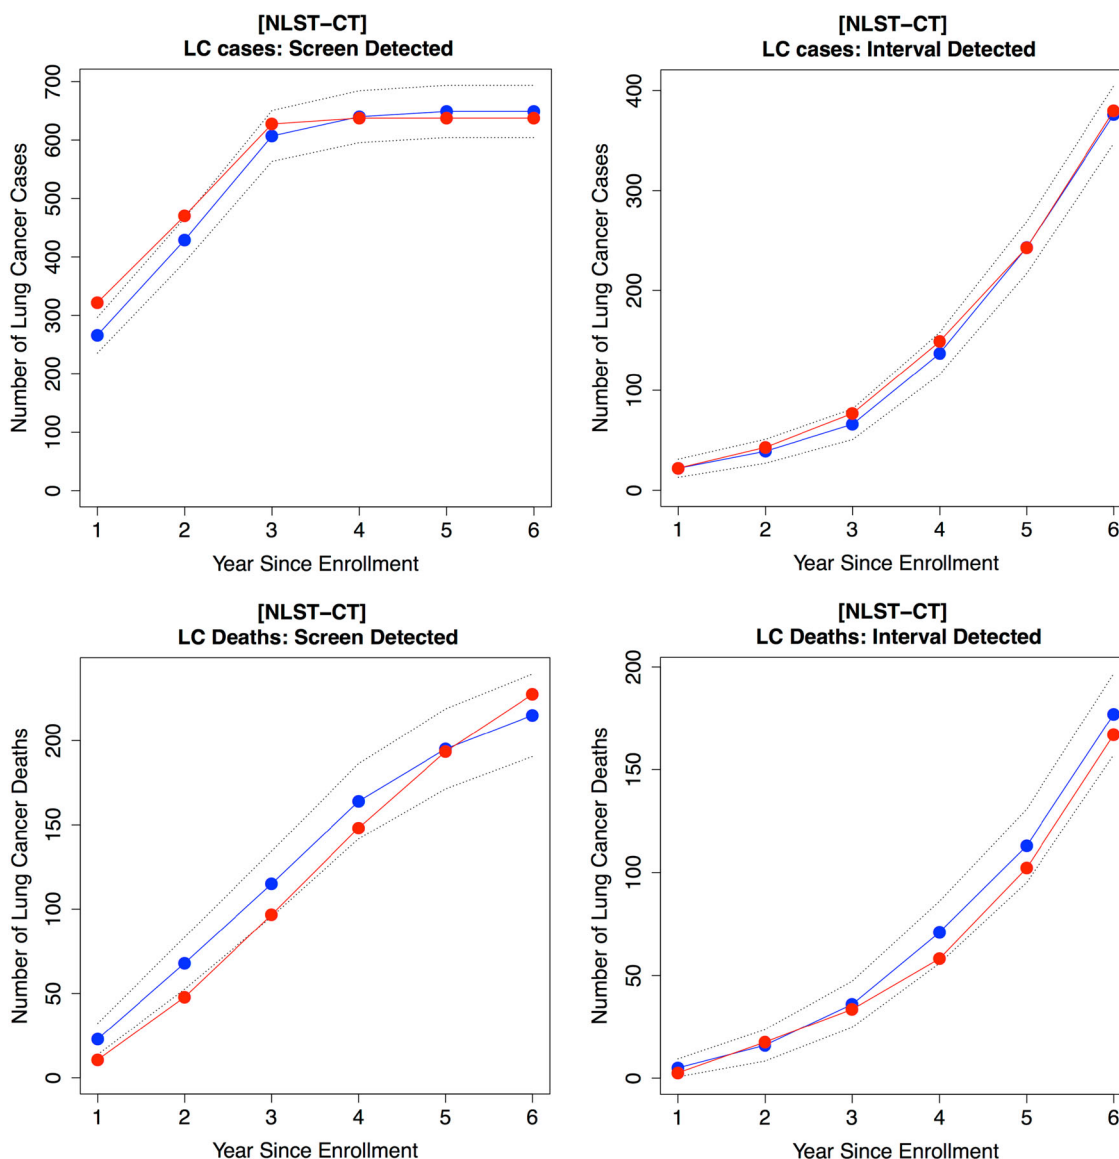 [NLST−CT]
LC cases: Screen Detected
Number of Lung Cancer Cases
700
600
500
400
300
200
100
0
1 2 3 4 5 6
Year Since Enrollment
[NLST−CT]
LC cases: Interval Detected
Number of Lung Cancer Cases
400
300
200
100
0
1 2 3 4 5 6
Year Since Enrollment
[NLST−CT]
LC Deaths: Screen Detected
Number of Lung Cancer Deaths
200
150
100
50
0
1 2 3 4 5 6
Year Since Enrollment
[NLST−CT]
LC Deaths: Interval Detected
Number of Lung Cancer Deaths
200
150
100
50
0
1 2 3 4 5 6
Year Since Enrollment